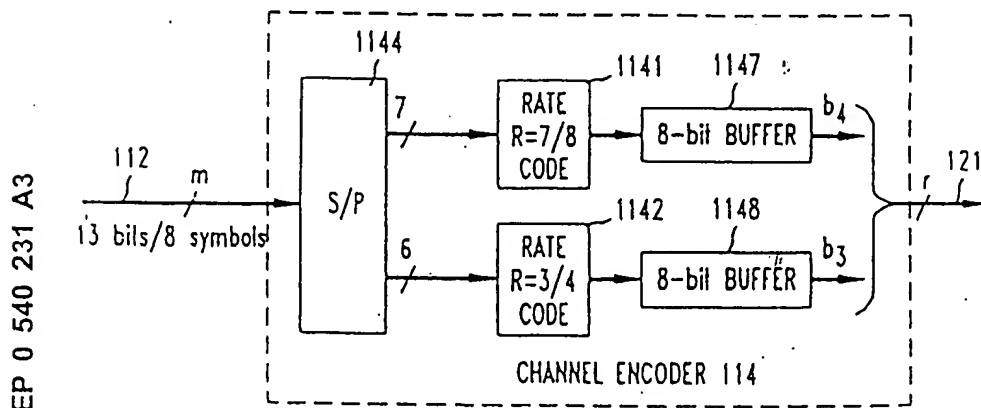 EP 0 540 231 A3
112
m
13 bils/8 symbols
1144
S/P
7
6
1141
RATE
R=7/8
CODE
1147
8-bit BUFFER
b4
1142
RATE
R=3/4
CODE
1148
8-bit BUFFER
b3
r
121
CHANNEL ENCODER 114